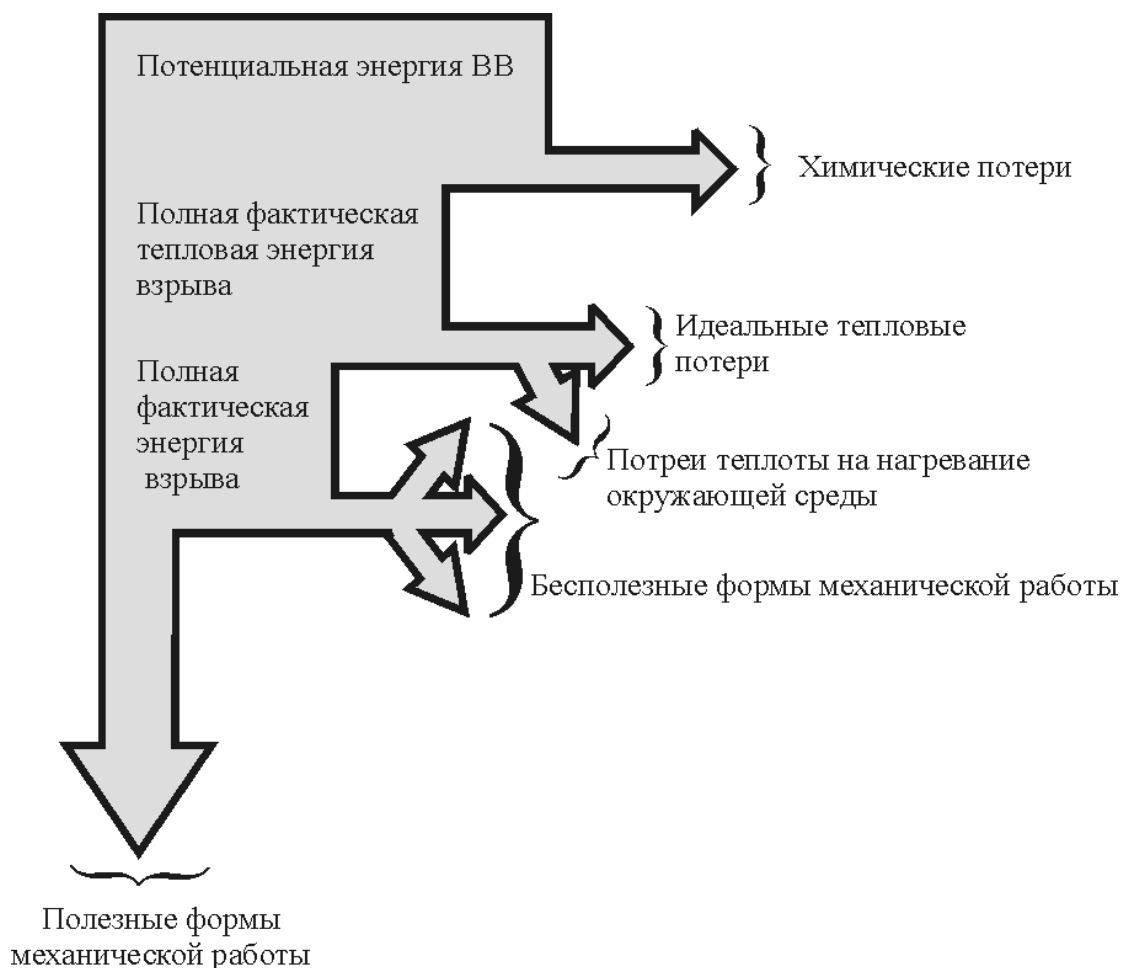 Потенциальная энергия ВВ
Химические потери
Полная фактическая
тепловая энергия
взрыва
Идеальные тепловые
потери
Полная
фактическая
энергия
взрыва
Потреи теплоты на нагревание
окружающей среды
Бесполезные формы механической работы
Полезные формы
механической работы